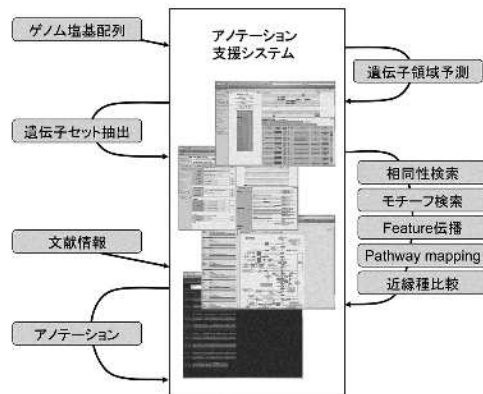 ゲノム塩基配列
アノテーション
支援システム
遺伝子領域予測
遺伝子セット抽出
相同性検索
モチーフ検索
Feature伝播
Pathway mapping
近縁種比較
文献情報
アノテーション